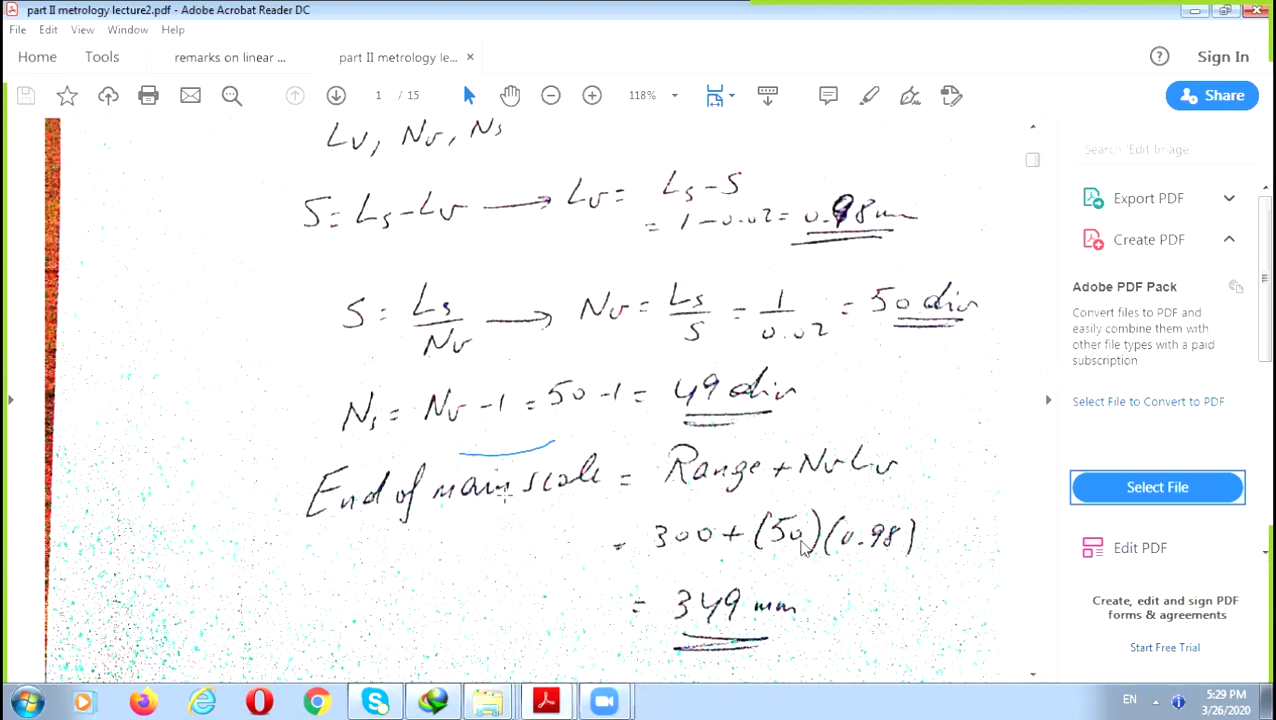 part II metrology lecture2.pdf - Adobe Acrobat Reader DC
File Edit View Window Help
Home Tools remarks on linear ... part II metrology le... × ? Sign In
1 / 15 118% Share
Lv, Nv, Ns
S = Ls - Lv → Lv = Ls - S
= 1 - 0.02 = 0.98 mm
S = Ls / Nv → Nv = Ls / S = 1 / 0.02 = 50 div
Ns = Nv - 1 = 50 - 1 = 49 div
End of main scale = Range + Nv Lv
= 300 + (50)(0.98)
= 349 mm
Search 'Edit Image
Export PDF
Create PDF
Adobe PDF Pack
Convert files to PDF and
easily combine them with
other file types with a paid
subscription
Select File to Convert to PDF
Select File
Edit PDF
Create, edit and sign PDF
forms & agreements
Start Free Trial
EN 5:29 PM
3/26/2020